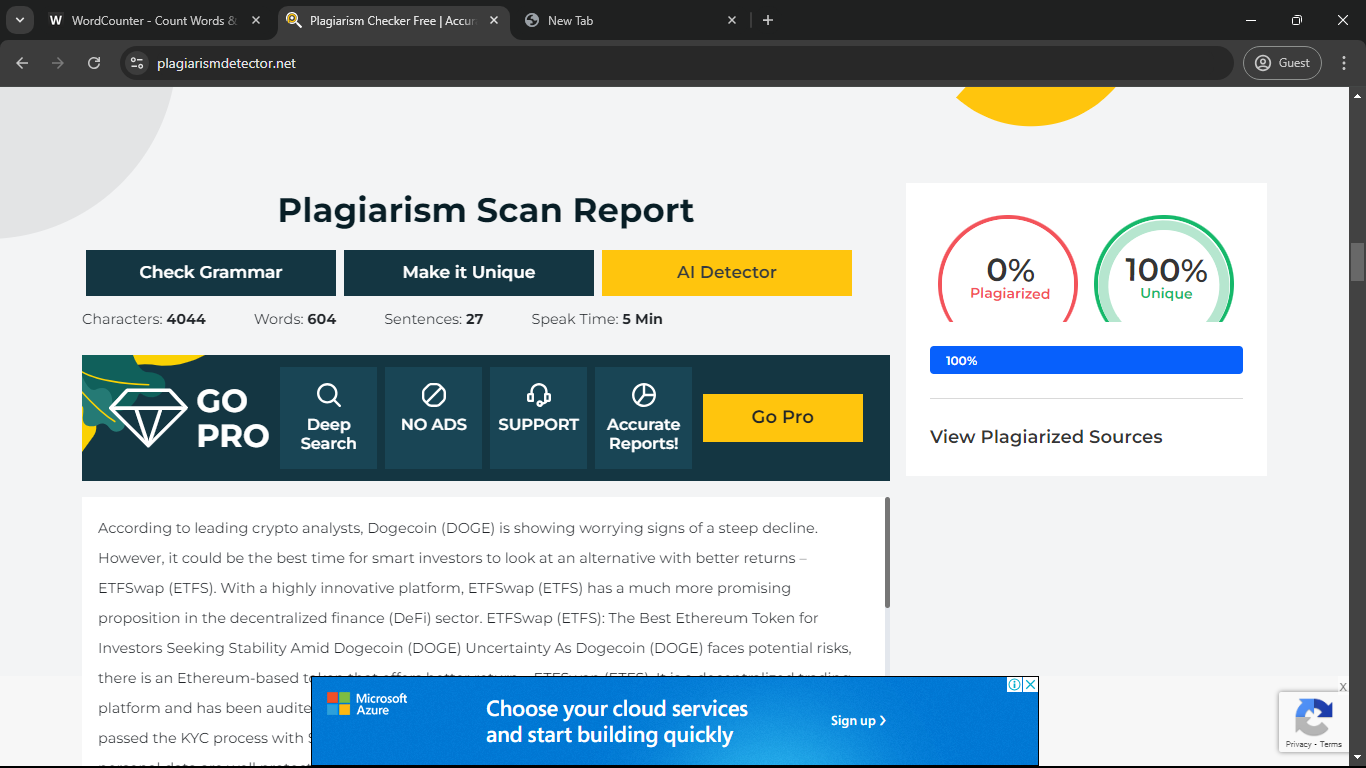 WordCounter - Count Words &
Plagiarism Checker Free | Accur
New Tab
plagiarismdetector.net
Guest
Plagiarism Scan Report
Check Grammar
Make it Unique
AI Detector
Characters: 4044 Words: 604 Sentences: 27 Speak Time: 5 Min
GO
PRO
Deep
Search
NO ADS
SUPPORT
Accurate
Reports!
Go Pro
0%
Plagiarized
100%
Unique
100%
View Plagiarized Sources
According to leading crypto analysts, Dogecoin (DOGE) is showing worrying signs of a steep decline.
However, it could be the best time for smart investors to look at an alternative with better returns –
ETFSwap (ETFS). With a highly innovative platform, ETFSwap (ETFS) has a much more promising
proposition in the decentralized finance (DeFi) sector. ETFSwap (ETFS): The Best Ethereum Token for
Investors Seeking Stability Amid Dogecoin (DOGE) Uncertainty As Dogecoin (DOGE) faces potential risks,
there is an Ethereum-based
platform and has been
passed the KYC process with
Microsoft
Azure
Choose your cloud services
and start building quickly
Sign up
Privacy - Terms